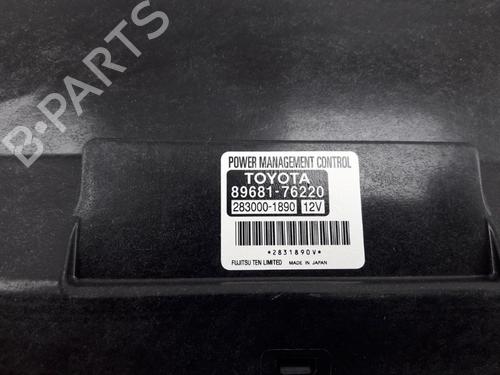 B-PARTS
POWER MANAGEMENT CONTROL
TOYOTA
89681-76220
283000-1890 12V
*2831890V*
FUJITSU TEN LIMITED MADE IN JAPAN